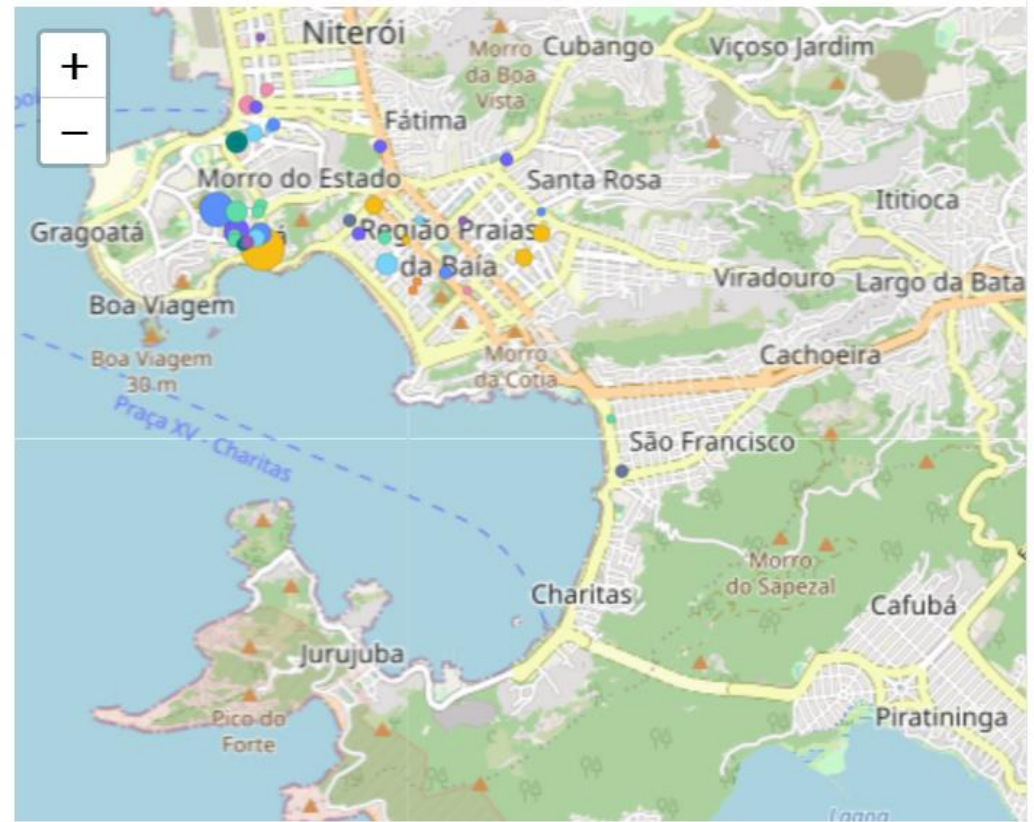 +
−
Niterói
Morro
da Boa
Vista
Cubango
Viçoso Jardim
Fátima
Morro do Estado
Santa Rosa
Ititioca
Gragoatá
Região Praias
da Baía
Viradouro
Largo da Bata
Boa Viagem
Boa Viagem
30 m
Morro
da Cotia
Cachoeira
Praça XV - Charitas
São Francisco
Morro
do Sapezal
Charitas
Cafubá
Jurujuba
Pico do
Forte
Piratininga
Lagoa